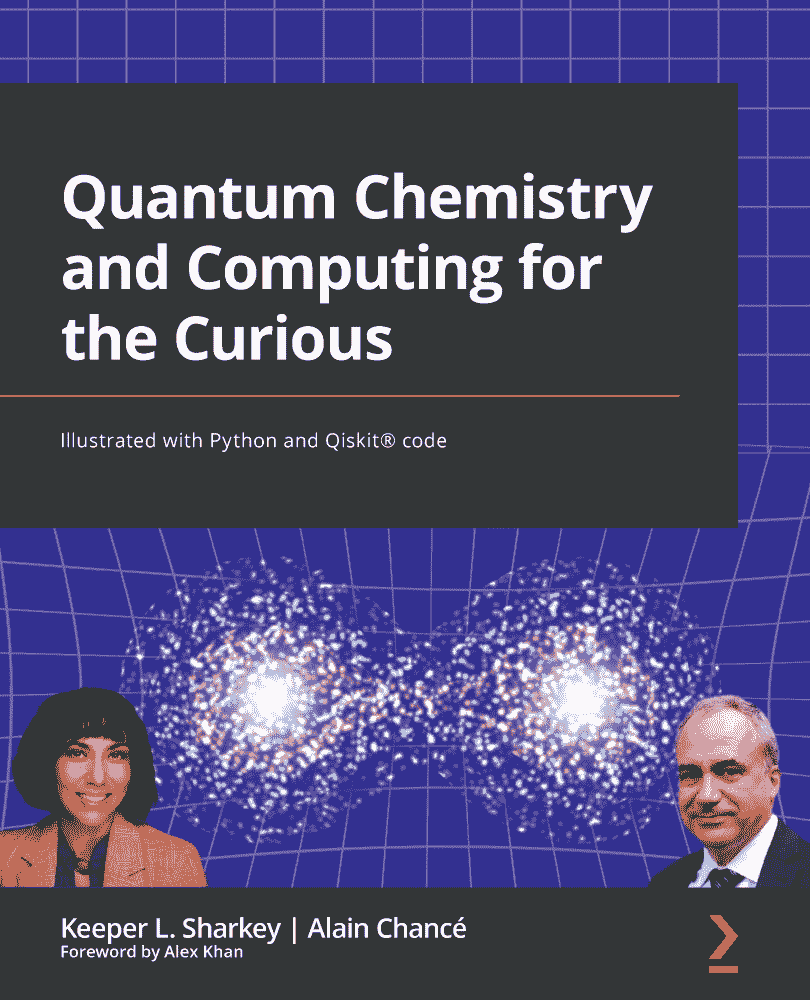 Quantum Chemistry
and Computing for
the Curious
Illustrated with Python and Qiskit® code
Keeper L. Sharkey | Alain Chancé
Foreword by Alex Khan